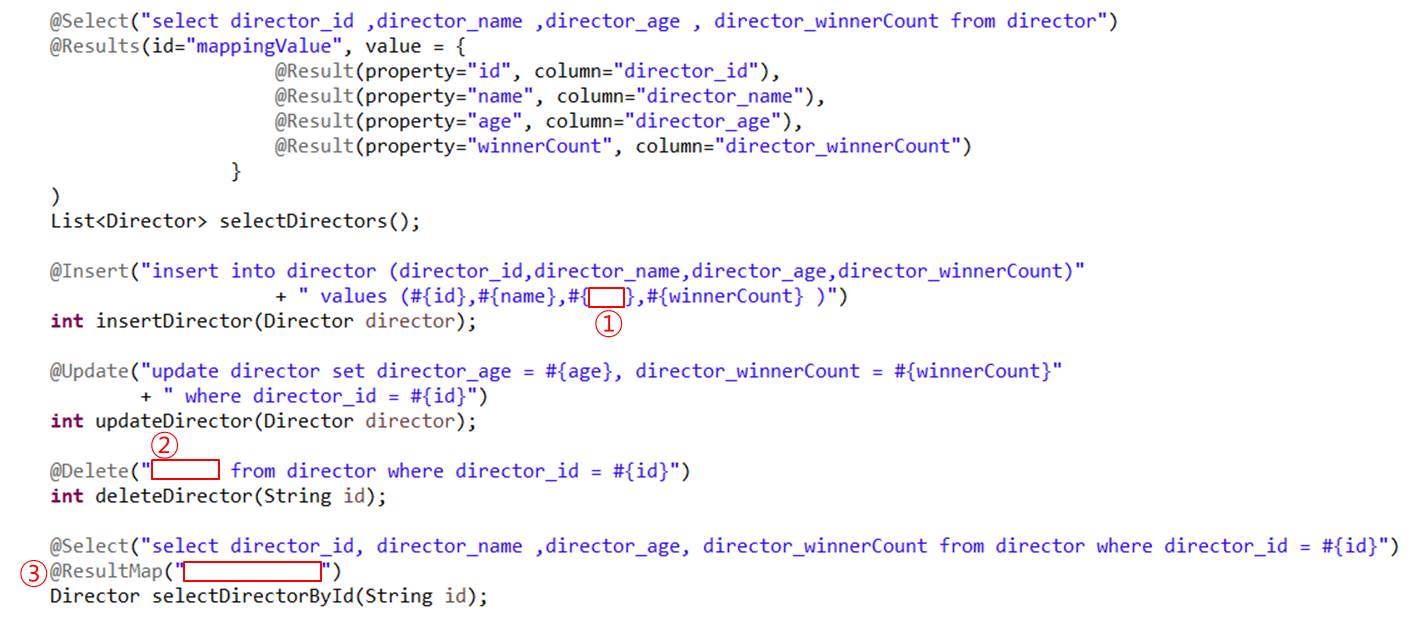 @Select("select director_id ,director_name ,director_age , director_winnerCount from director")
@Results(id="mappingValue", value = {
@Result(property="id", column="director_id"),
@Result(property="name", column="director_name"),
@Result(property="age", column="director_age"),
@Result(property="winnerCount", column="director_winnerCount")
}
)
List<Director> selectDirectors();
@Insert("insert into director (director_id,director_name,director_age,director_winnerCount)"
+ " values (#{id},#{name},#{ },#{winnerCount} )")
①
int insertDirector(Director director);
@Update("update director set director_age = #{age}, director_winnerCount = #{winnerCount}"
+ " where director_id = #{id}")
int updateDirector(Director director);
②
@Delete(" from director where director_id = #{id}")
int deleteDirector(String id);
@Select("select director_id, director_name ,director_age, director_winnerCount from director where director_id = #{id}")
③ @ResultMap(" ")
Director selectDirectorById(String id);